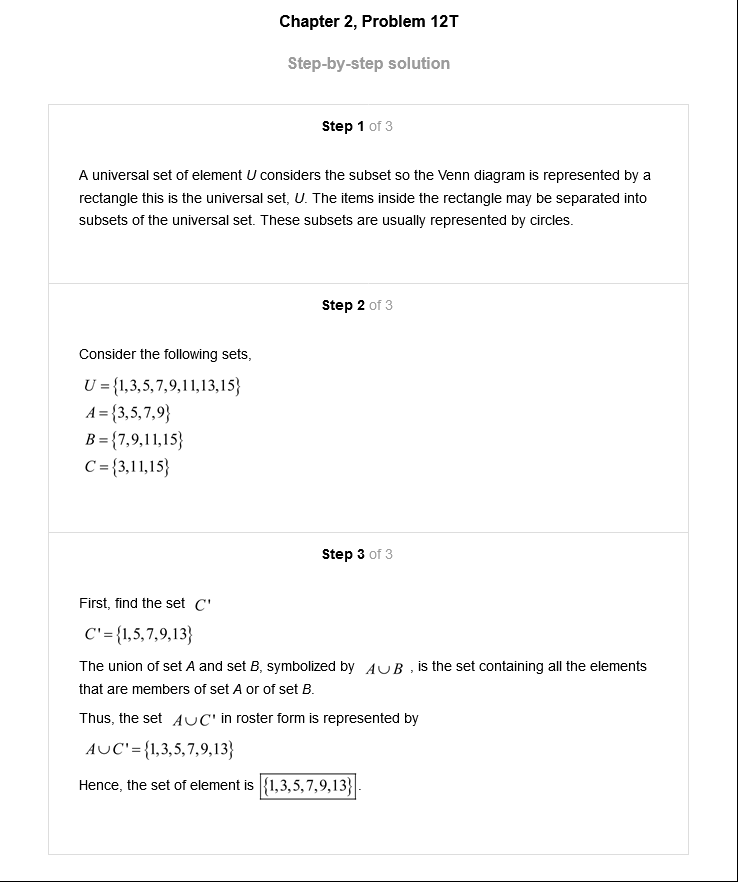 Chapter 2, Problem 12T
Step-by-step solution
Step 1 of 3
A universal set of element U considers the subset so the Venn diagram is represented by a
rectangle this is the universal set, U. The items inside the rectangle may be separated into
subsets of the universal set. These subsets are usually represented by circles.
Step 2 of 3
Consider the following sets,
U = {1,3,5,7,9,11,13,15}
A = {3,5,7,9}
B = {7,9,11,15}
C = {3,11,15}
Step 3 of 3
First, find the set C'
C' = {1,5,7,9,13}
The union of set A and set B, symbolized by A∪B , is the set containing all the elements
that are members of set A or of set B.
Thus, the set A∪C' in roster form is represented by
A∪C' = {1,3,5,7,9,13}
Hence, the set of element is {1,3,5,7,9,13}.